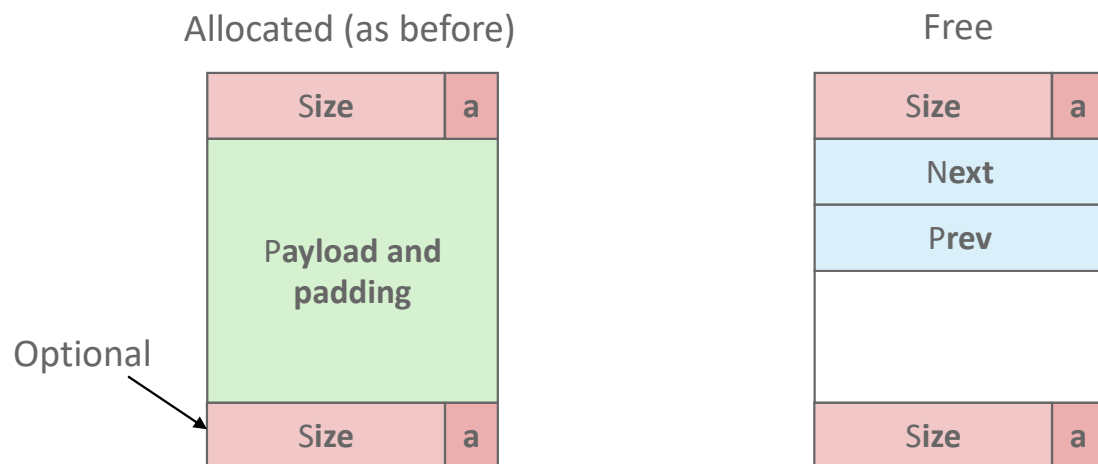 Allocated (as before)
Size a
Payload and
padding
Optional
Size a
Free
Size a
Next
Prev
Size a